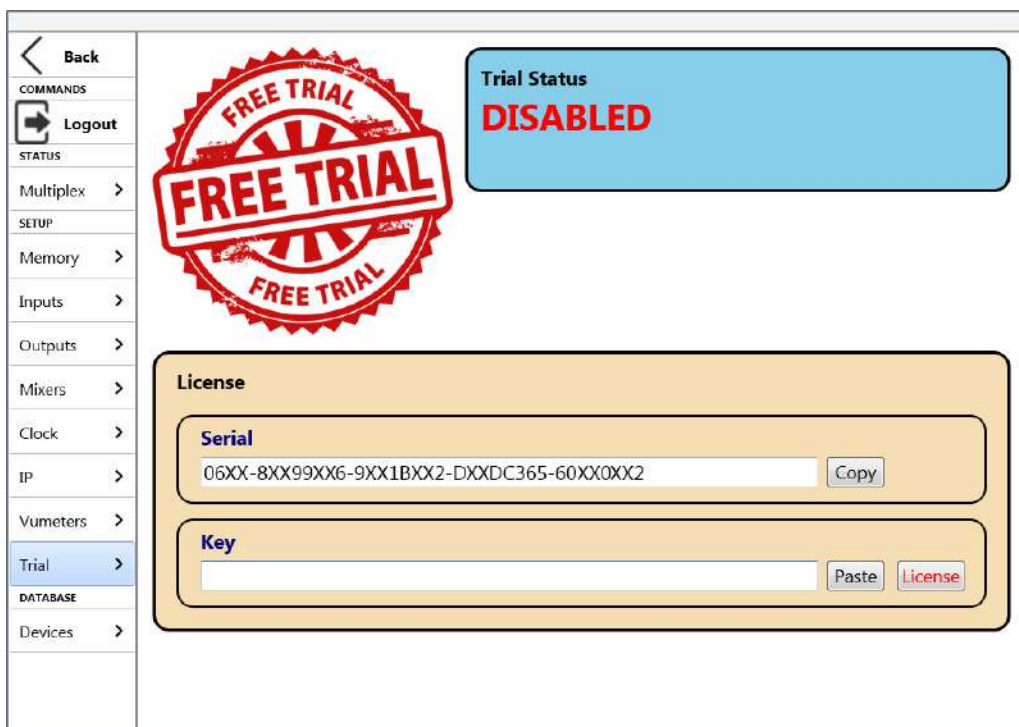 Back
COMMANDS
Logout
STATUS
Multiplex
SETUP
Memory
Inputs
Outputs
Mixers
Clock
IP
Vumeters
Trial
DATABASE
Devices
FREE TRIAL
FREE TRIAL
FREE TRIAL
Trial Status
DISABLED
License
Serial
06XX-8XX99XX6-9XX1BXX2-DXXDC365-60XX0XX2
Copy
Key
Paste License